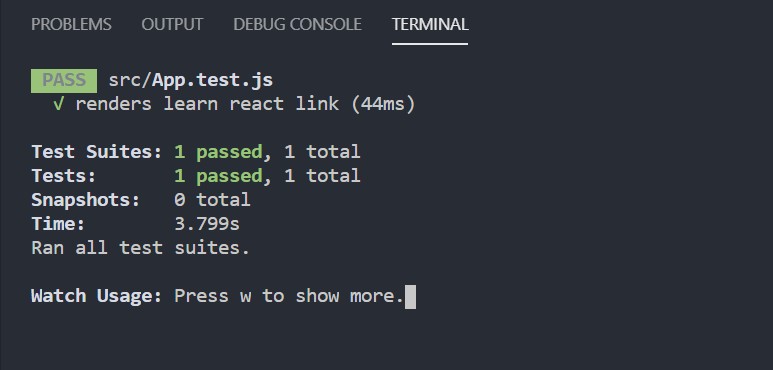 PROBLEMS OUTPUT DEBUG CONSOLE TERMINAL
PASS src/App.test.js
√ renders learn react link (44ms)
Test Suites: 1 passed, 1 total
Tests: 1 passed, 1 total
Snapshots: 0 total
Time: 3.799s
Ran all test suites.
Watch Usage: Press w to show more.